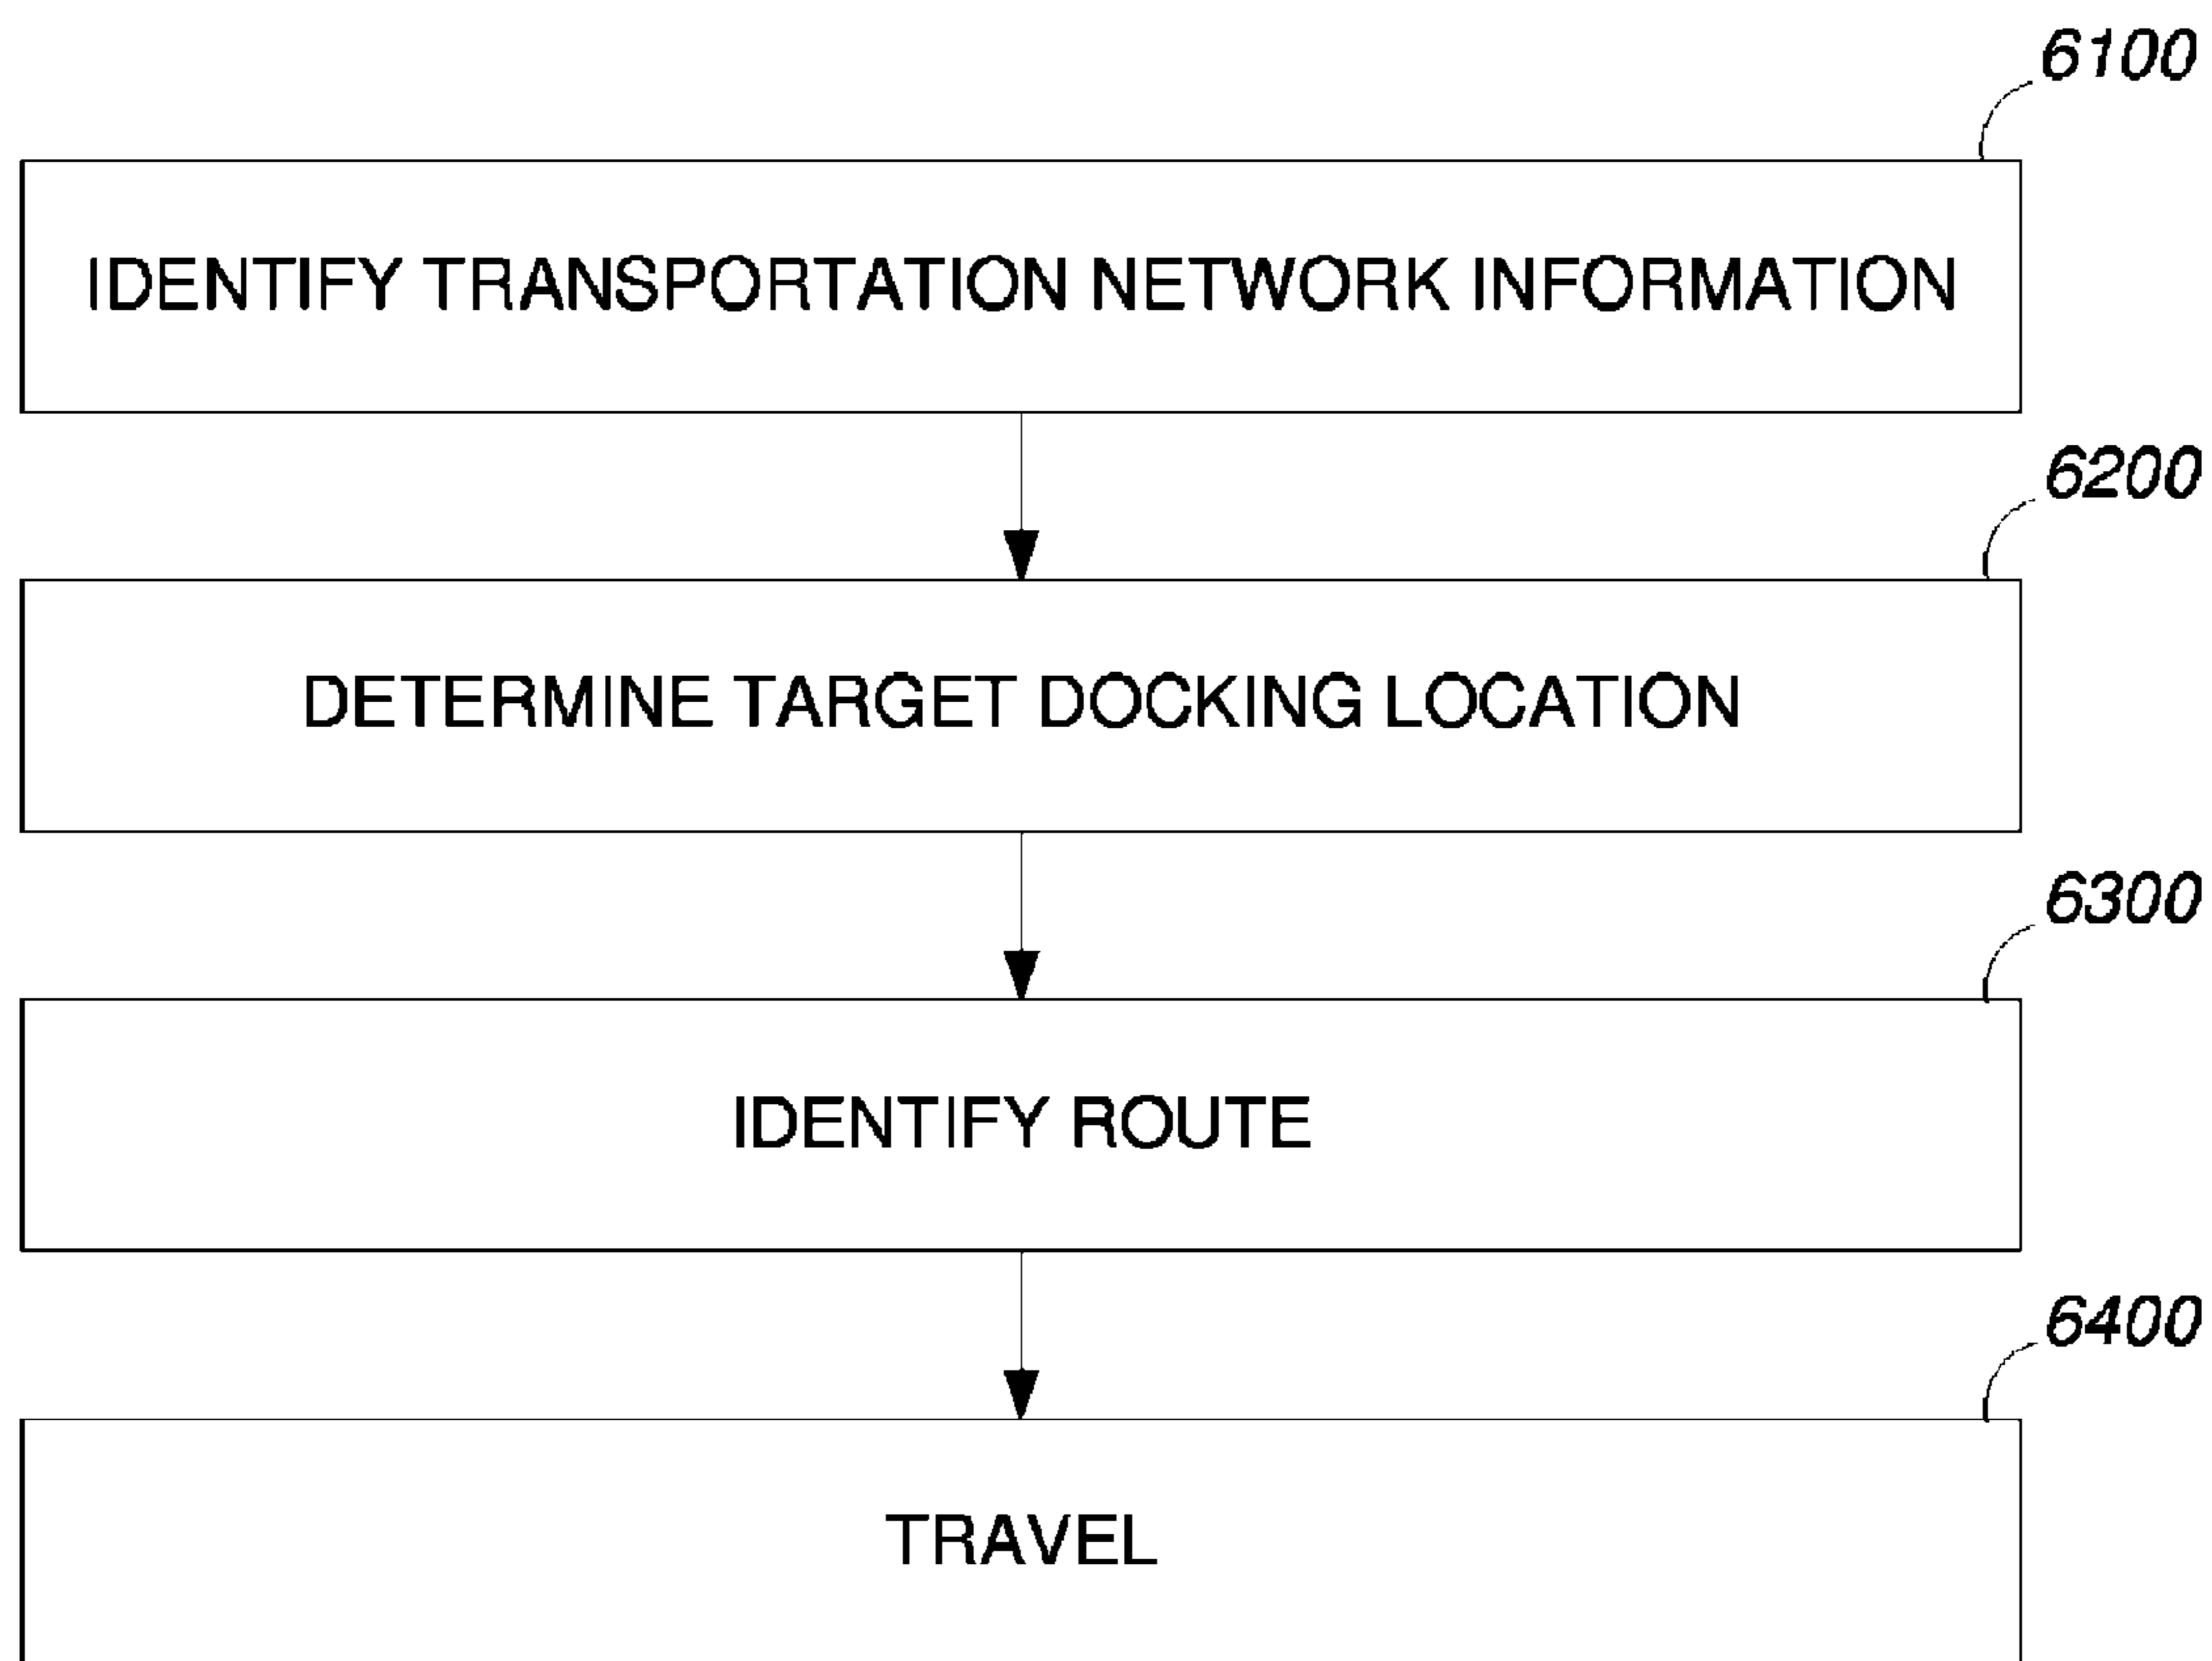 6100
IDENTIFY TRANSPORTATION NETWORK INFORMATION
6200
DETERMINE TARGET DOCKING LOCATION
6300
IDENTIFY ROUTE
6400
TRAVEL